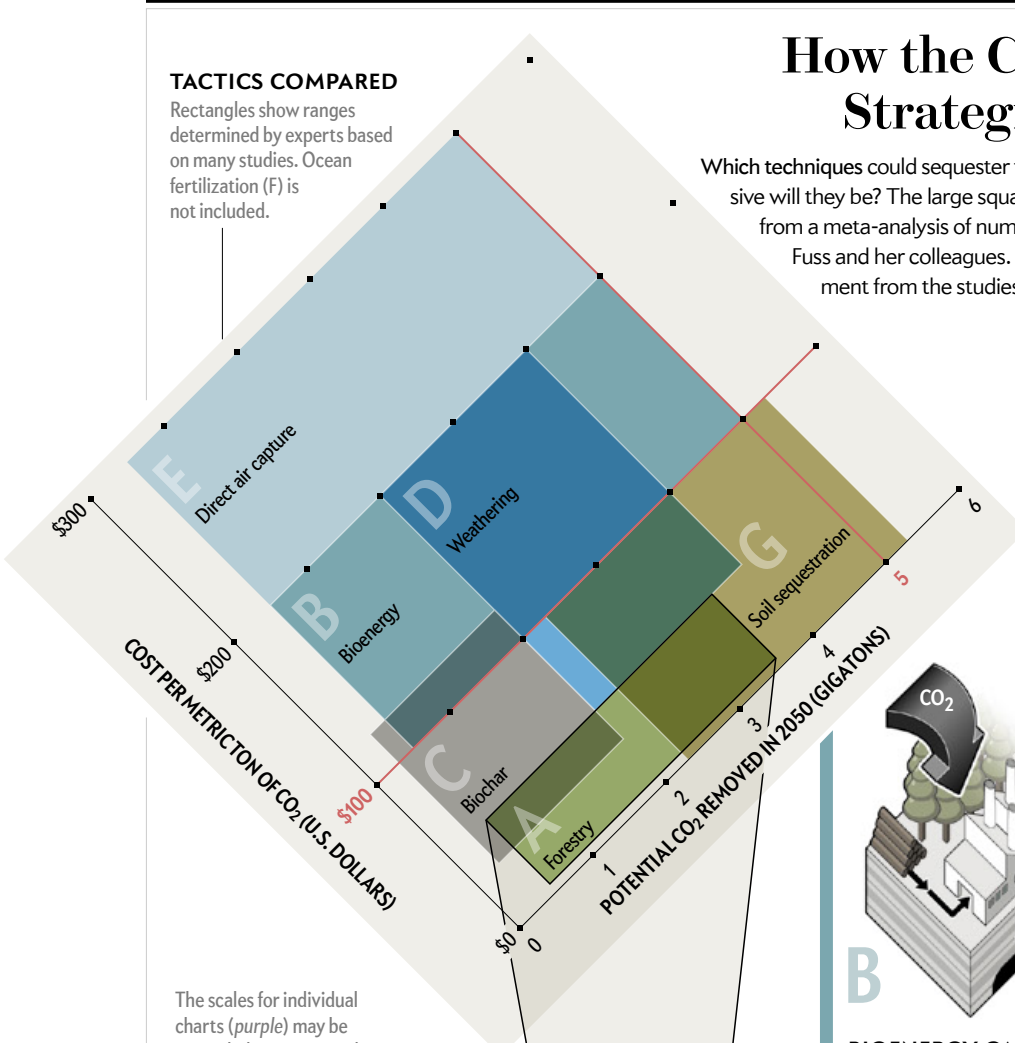 TACTICS COMPARED
Rectangles show ranges
determined by experts based
on many studies. Ocean
fertilization (F) is
not included.
How the C
Strateg
Which techniques could sequester
sive will they be? The large squa
from a meta-analysis of num
Fuss and her colleagues.
ment from the studies
E
Direct air capture
D
Weathering
B
Bioenergy
G
Soil sequestration
C
Biochar
A
Forestry
$300
$200
$100
$0
COST PER METRIC TON OF CO2 (U.S. DOLLARS)
0
1
2
3
4
5
6
POTENTIAL CO2 REMOVED IN 2050 (GIGATONS)
CO2
B
The scales for individual
charts (purple) may be